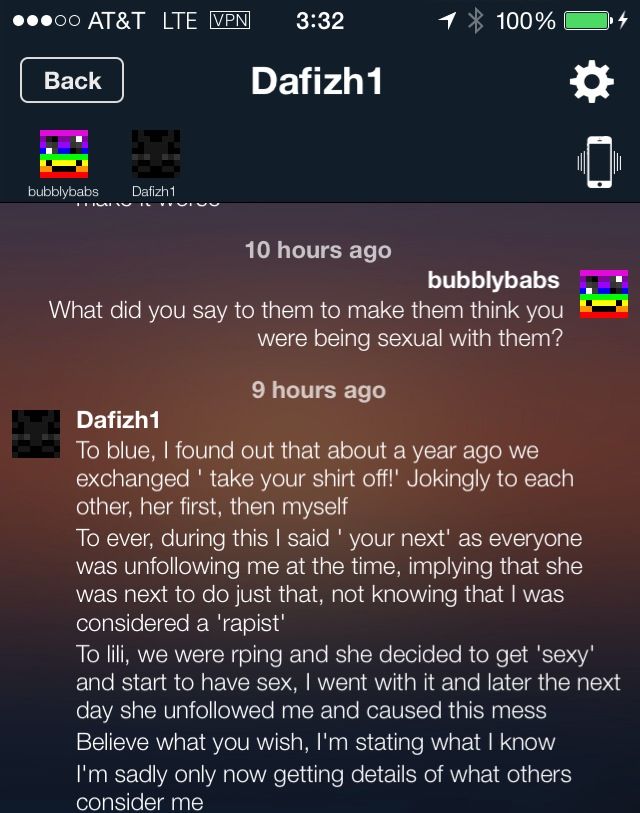 AT&T LTE VPN 3:32 100%
Back Dafizh1
bubblybabs Dafizh1
make it worse
10 hours ago
bubblybabs
What did you say to them to make them think you
were being sexual with them?
9 hours ago
Dafizh1
To blue, I found out that about a year ago we
exchanged ' take your shirt off!' Jokingly to each
other, her first, then myself
To ever, during this I said ' your next' as everyone
was unfollowing me at the time, implying that she
was next to do just that, not knowing that I was
considered a 'rapist'
To lili, we were rping and she decided to get 'sexy'
and start to have sex, I went with it and later the next
day she unfollowed me and caused this mess
Believe what you wish, I'm stating what I know
I'm sadly only now getting details of what others
consider me